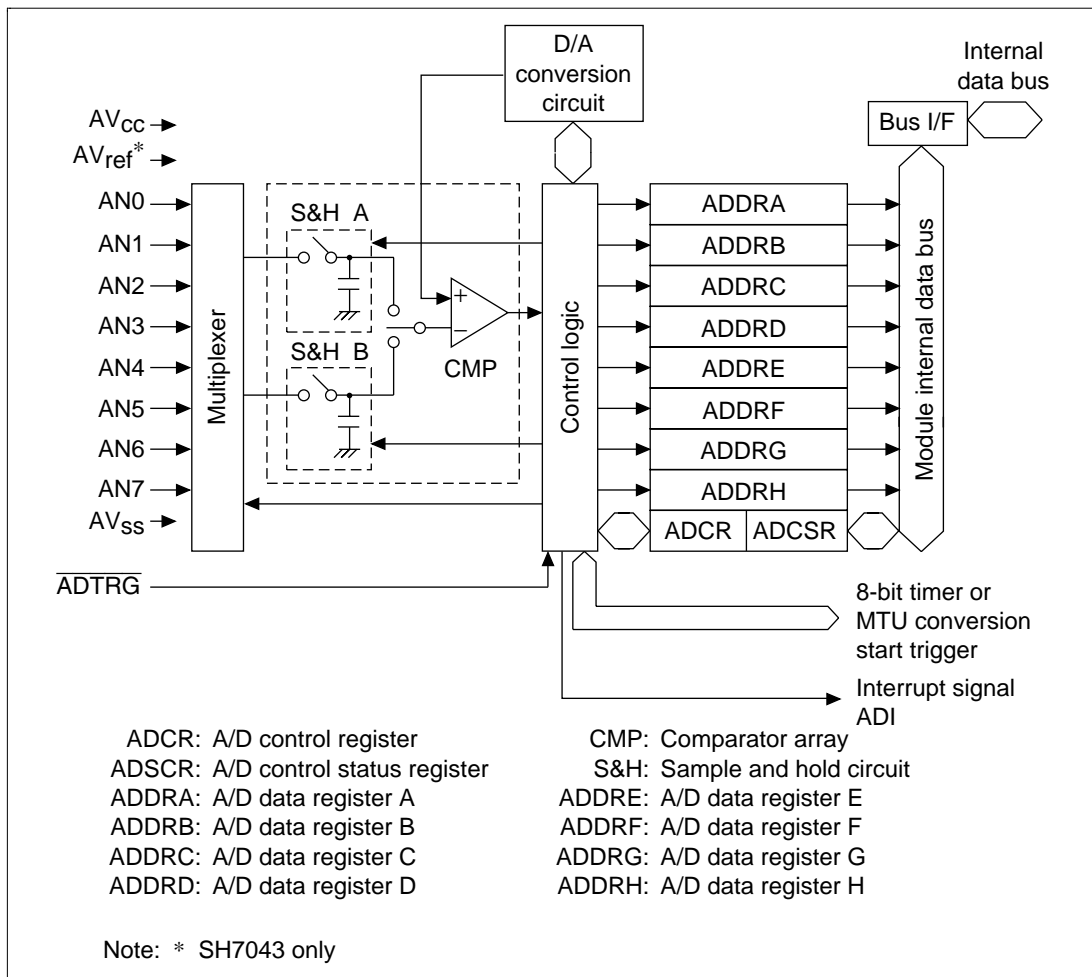 D/A
conversion
circuit
Internal
data bus
Bus I/F
AVcc
AVref*
AN0
AN1
AN2
AN3
AN4
AN5
AN6
AN7
AVss
Multiplexer
S&H A
S&H B
+
−
CMP
Control logic
ADDRA
ADDRB
ADDRC
ADDRD
ADDRE
ADDRF
ADDRG
ADDRH
ADCR ADCSR
Module internal data bus
ADTRG
8-bit timer or
MTU conversion
start trigger
Interrupt signal
ADI
ADCR: A/D control register
ADSCR: A/D control status register
ADDRA: A/D data register A
ADDRB: A/D data register B
ADDRC: A/D data register C
ADDRD: A/D data register D
CMP: Comparator array
S&H: Sample and hold circuit
ADDRE: A/D data register E
ADDRF: A/D data register F
ADDRG: A/D data register G
ADDRH: A/D data register H
Note: * SH7043 only